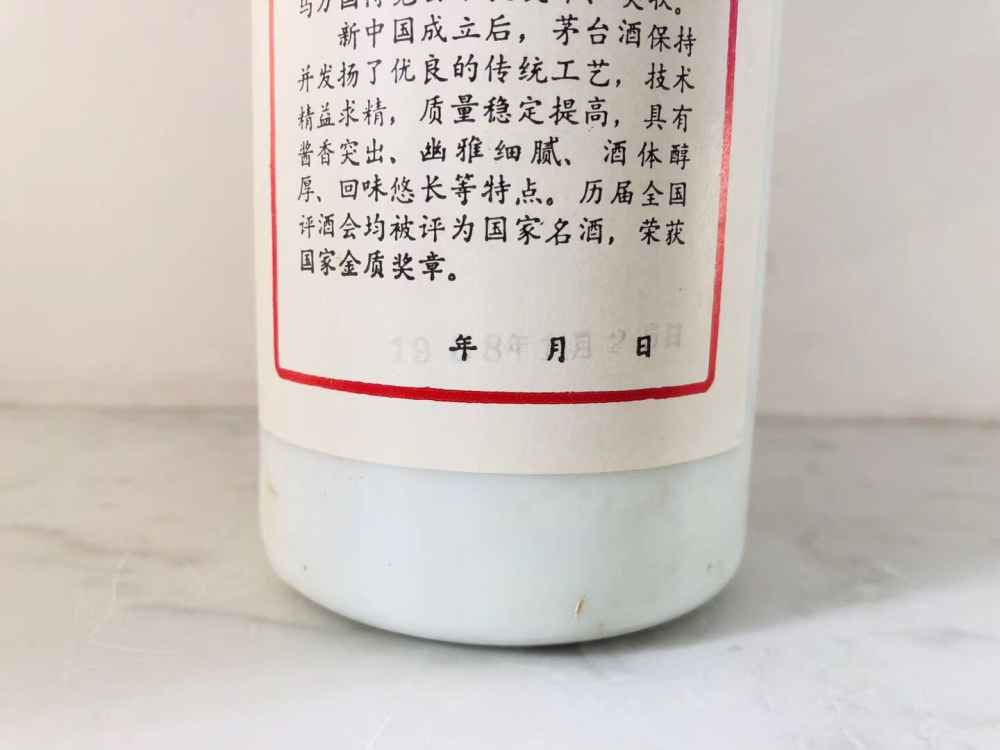 新中国成立后，茅台酒保持
并发扬了优良的传统工艺，技术
精益求精，质量稳定提高，具有
酱香突出、幽雅细腻、酒体醇
厚、回味悠长等特点。历届全国
评酒会均被评为国家名酒，荣获
国家金质奖章。
年 月 日